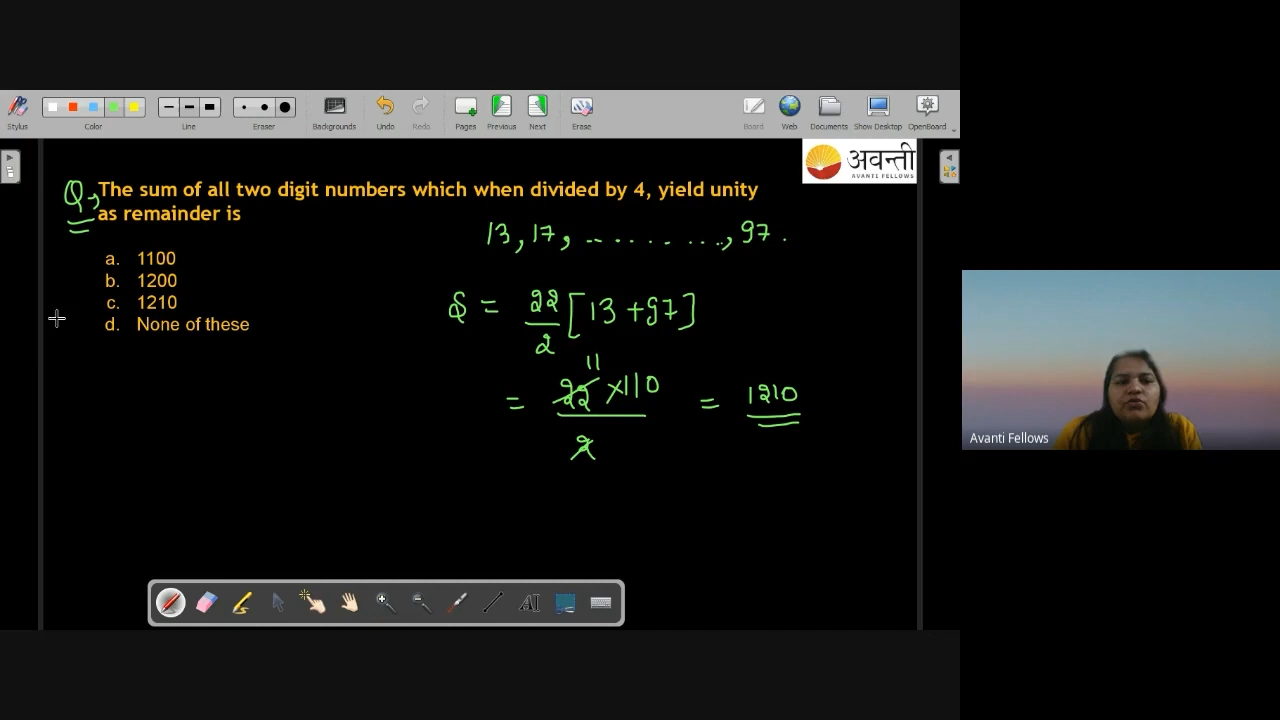 Stylus Color Line Eraser Backgrounds Undo Redo Pages Previous Next Erase Board Web Documents Show Desktop OpenBoard
अवन्ती
AVANTI FELLOWS
Q, The sum of all two digit numbers which when divided by 4, yield unity
as remainder is
13, 17, .........., 97.
a. 1100
b. 1200
c. 1210
d. None of these
S = 22/2 [13 + 97]
= 22 11 × 110 / 2 = 1210
Avanti Fellows
AI